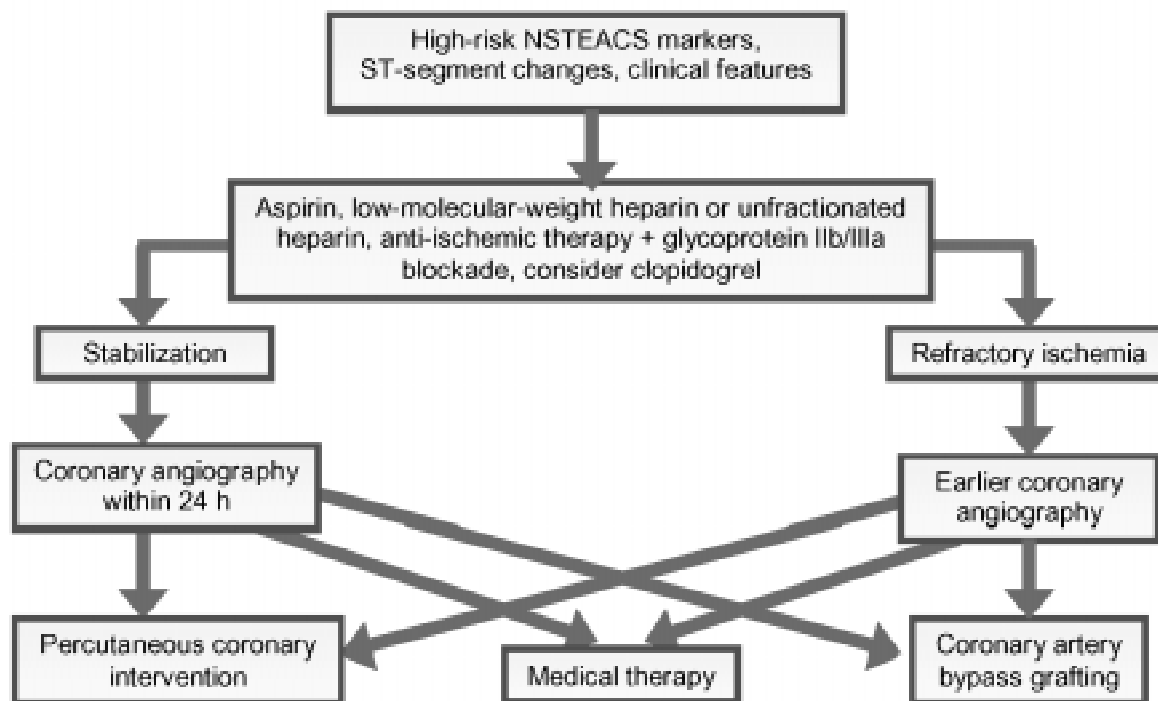 High-risk NSTEACS markers,
ST-segment changes, clinical features
Aspirin, low-molecular-weight heparin or unfractionated
heparin, anti-ischemic therapy + glycoprotein IIb/IIIa
blockade, consider clopidogrel
Stabilization
Refractory ischemia
Coronary angiography
within 24 h
Earlier coronary
angiography
Percutaneous coronary
intervention
Medical therapy
Coronary artery
bypass grafting